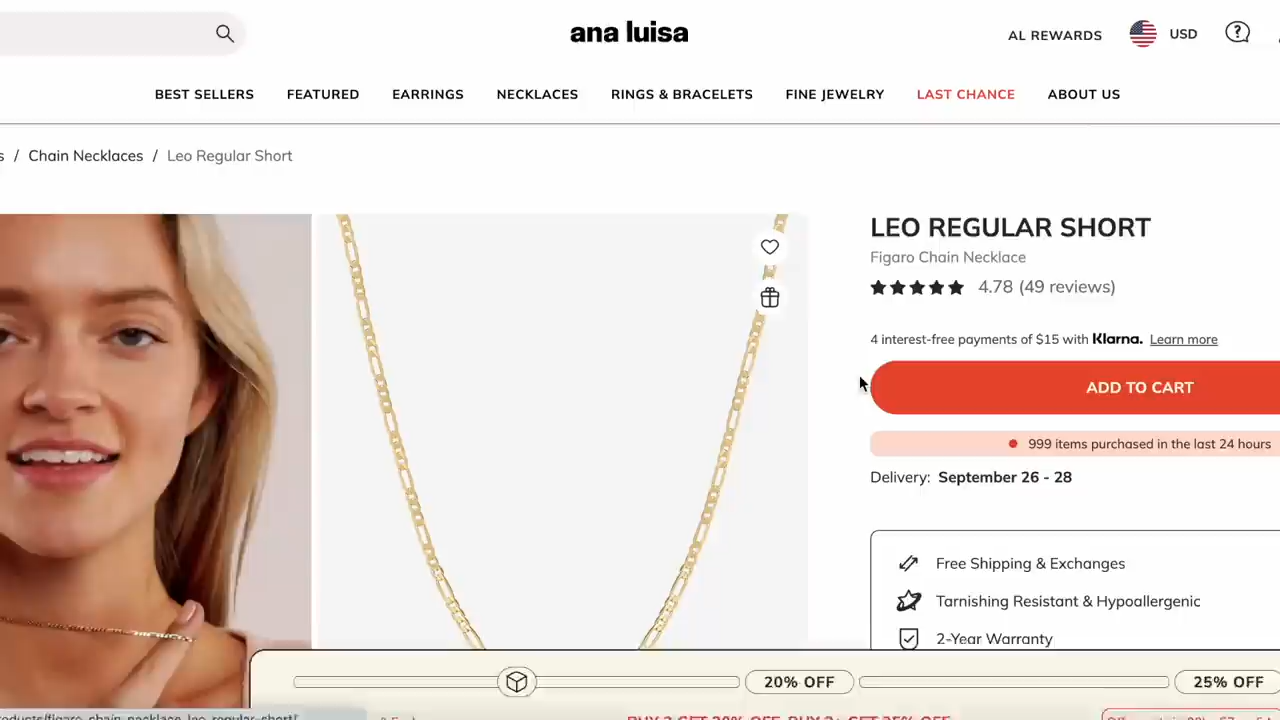 ana luisa
AL REWARDS
USD
BEST SELLERS
FEATURED
EARRINGS
NECKLACES
RINGS & BRACELETS
FINE JEWELRY
LAST CHANCE
ABOUT US
/ Chain Necklaces / Leo Regular Short
LEO REGULAR SHORT
Figaro Chain Necklace
4.78 (49 reviews)
4 interest-free payments of $15 with Klarna. Learn more
ADD TO CART
999 items purchased in the last 24 hours
Delivery: September 26 - 28
Free Shipping & Exchanges
Tarnishing Resistant & Hypoallergenic
2-Year Warranty
20% OFF
25% OFF